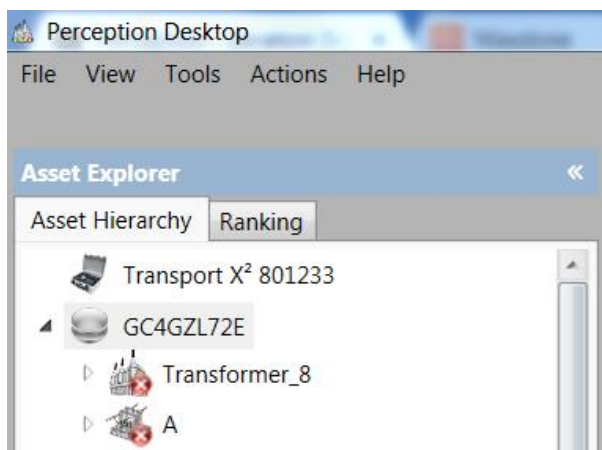 Perception Desktop
File View Tools Actions Help
Asset Explorer
Asset Hierarchy Ranking
Transport X² 801233
GC4GZL72E
Transformer_8
A